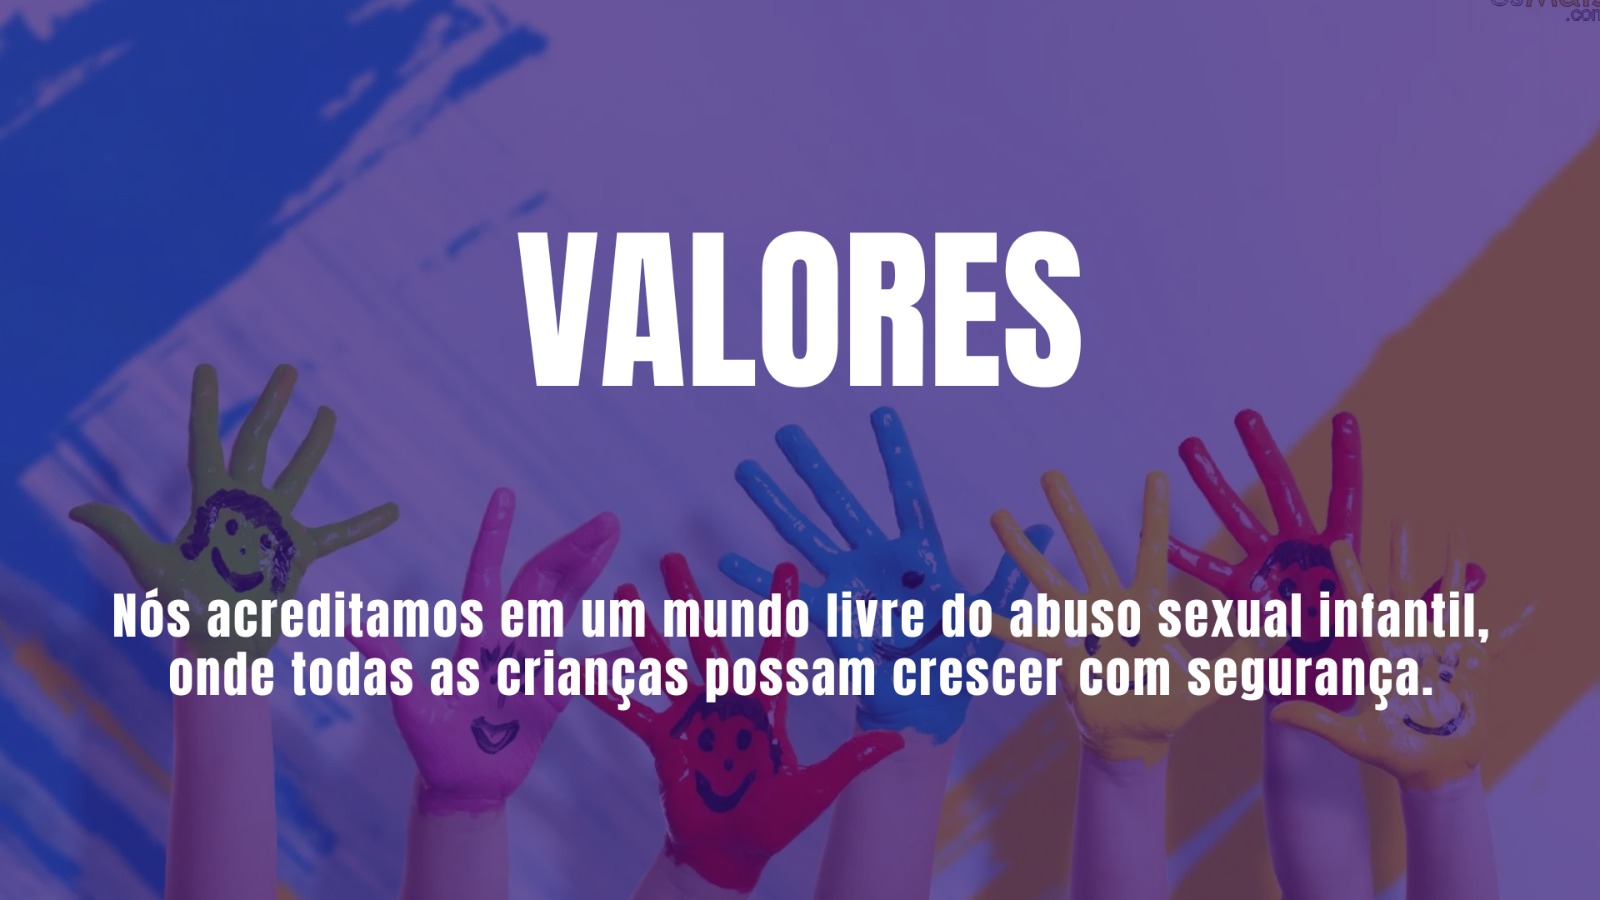 .com
VALORES
Nós acreditamos em um mundo livre do abuso sexual infantil,
onde todas as crianças possam crescer com segurança.